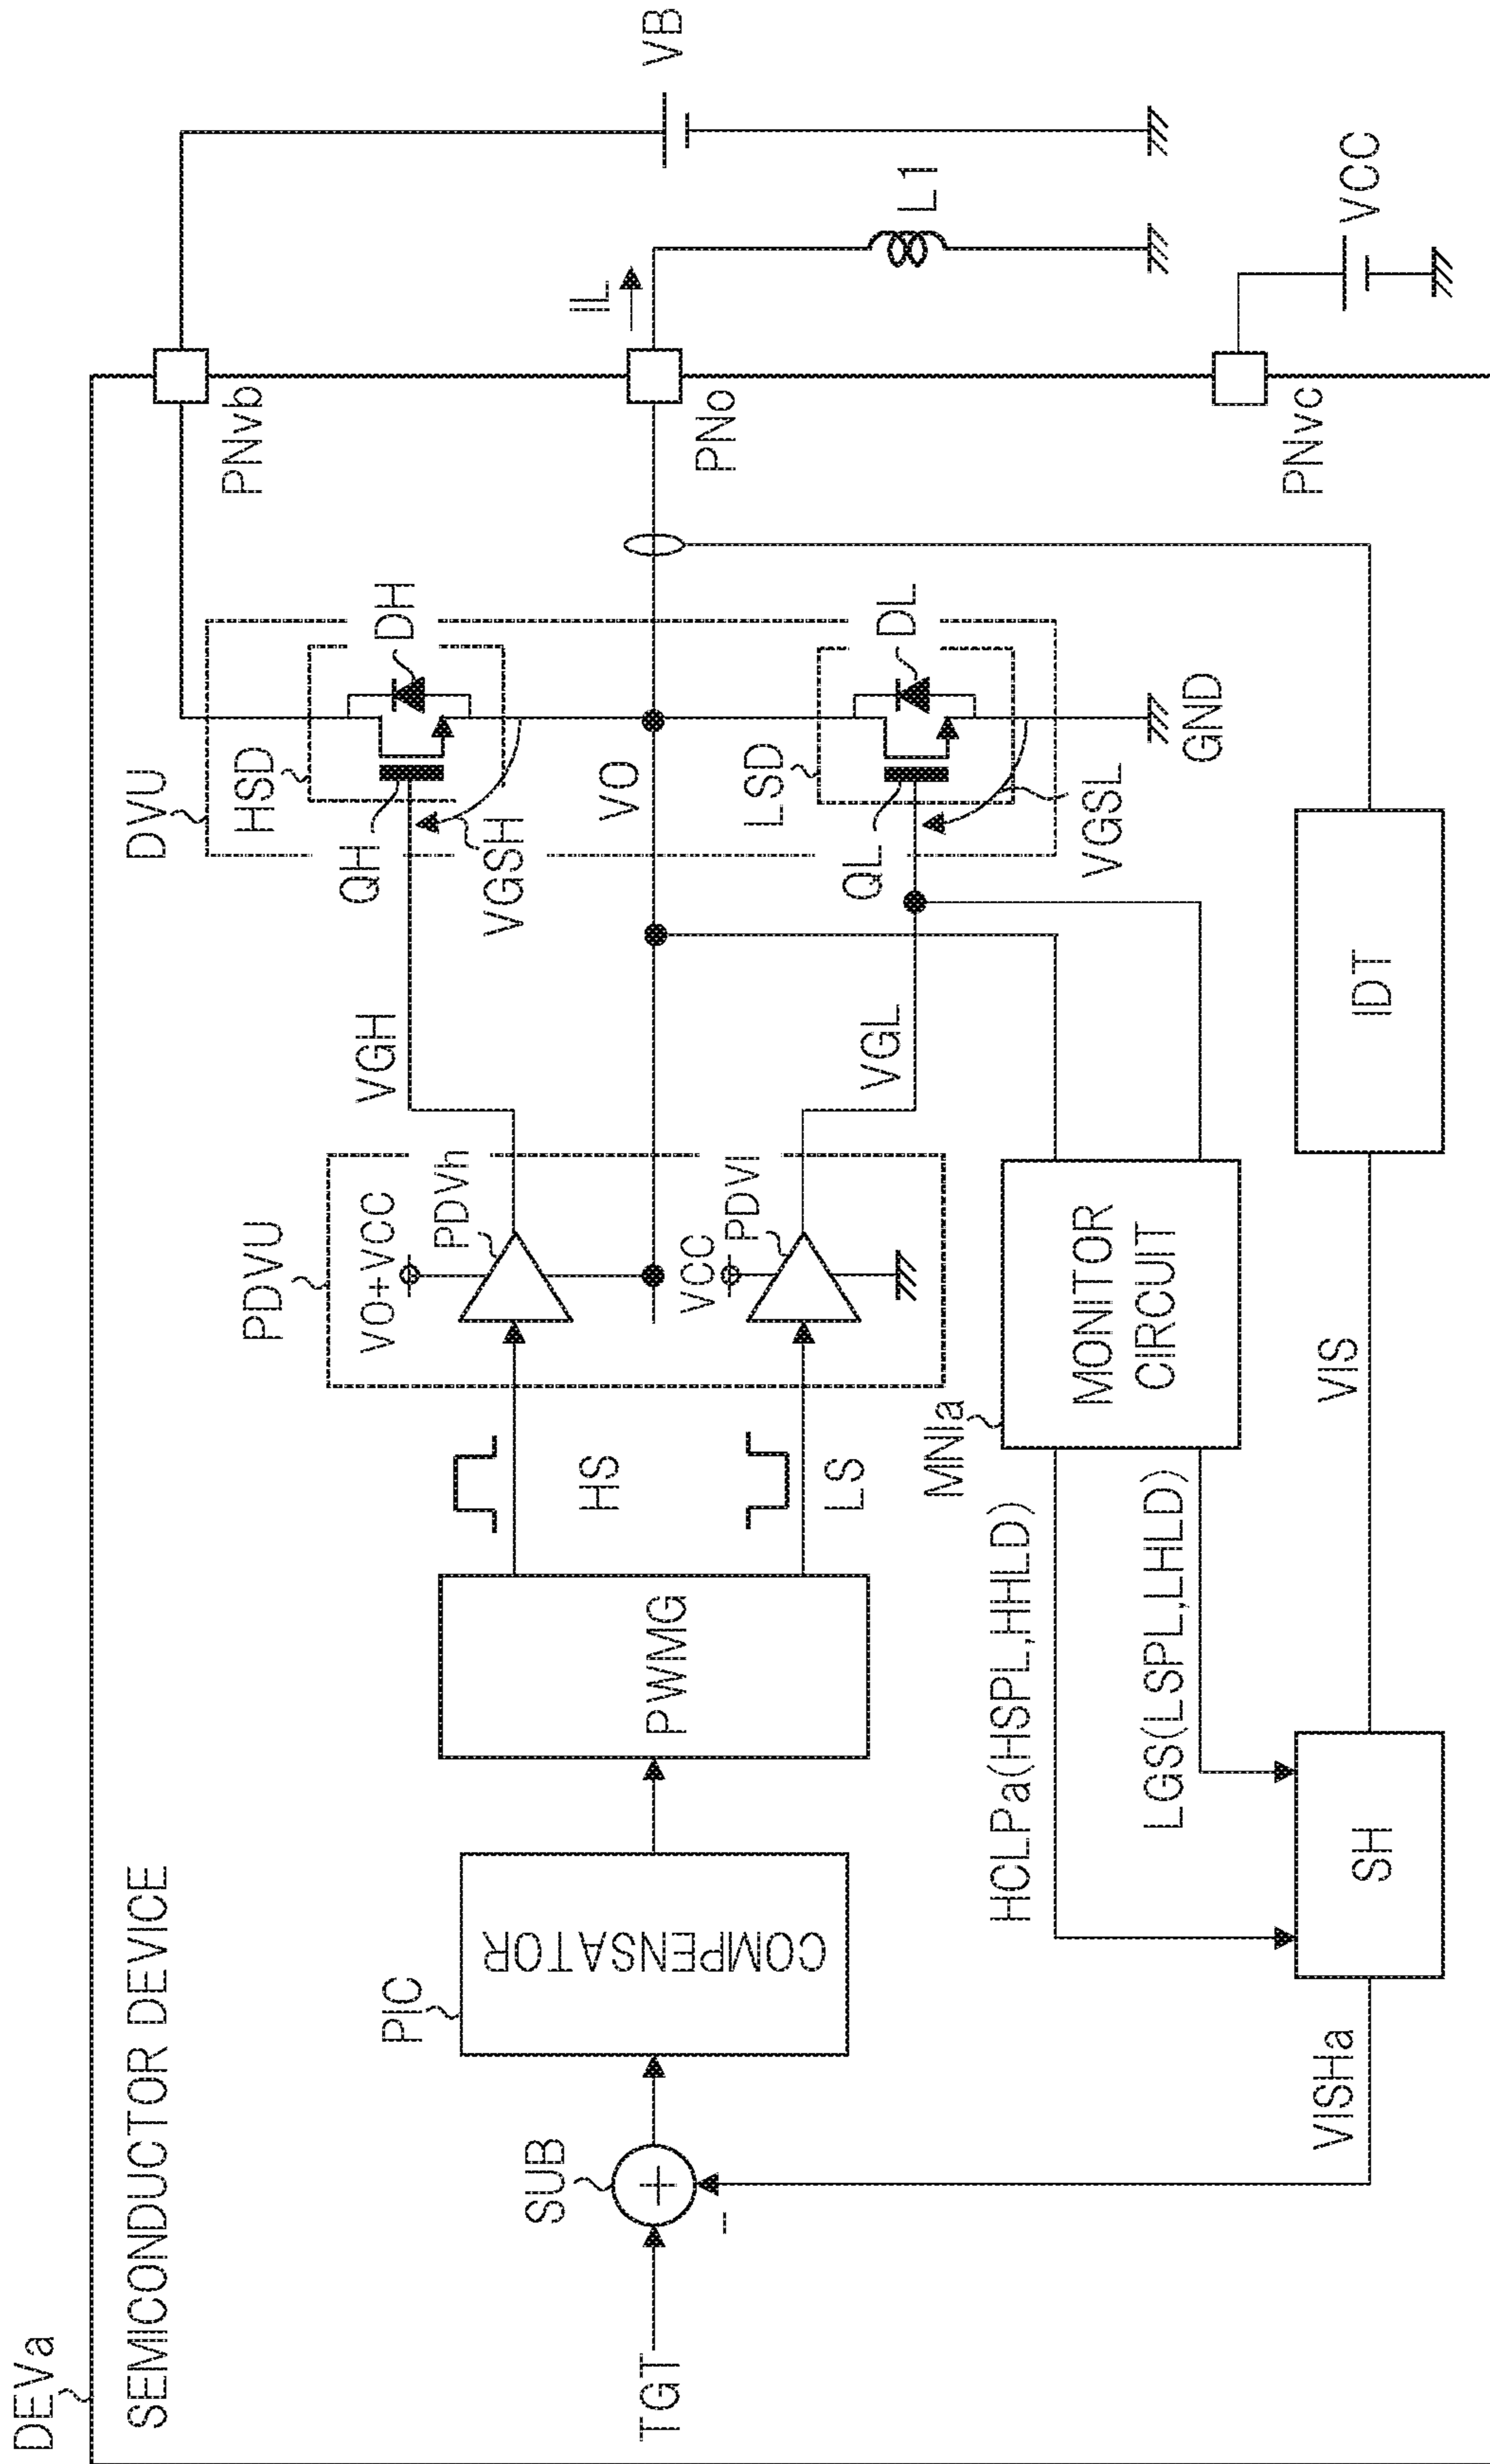 DEVa
SEMICONDUCTOR DEVICE
DVU
HSD
DH
QH
VGSH
PNvb
VB
IL
L1
PDVU
VO+VCC
PDVh
VGH
VO
PNo
PIC
COMPENSATOR
PWMG
HS
LS
SUB
+
-
TGT
VCC
PDVl
VGL
LSD
DL
QL
VGSL
GND
PNvc
VCC
MNIa
MONITOR
CIRCUIT
HCLPa(HSPL,HHLD)
LGS(LSPL,LHLD)
VISHa
SH
VIS
IDT